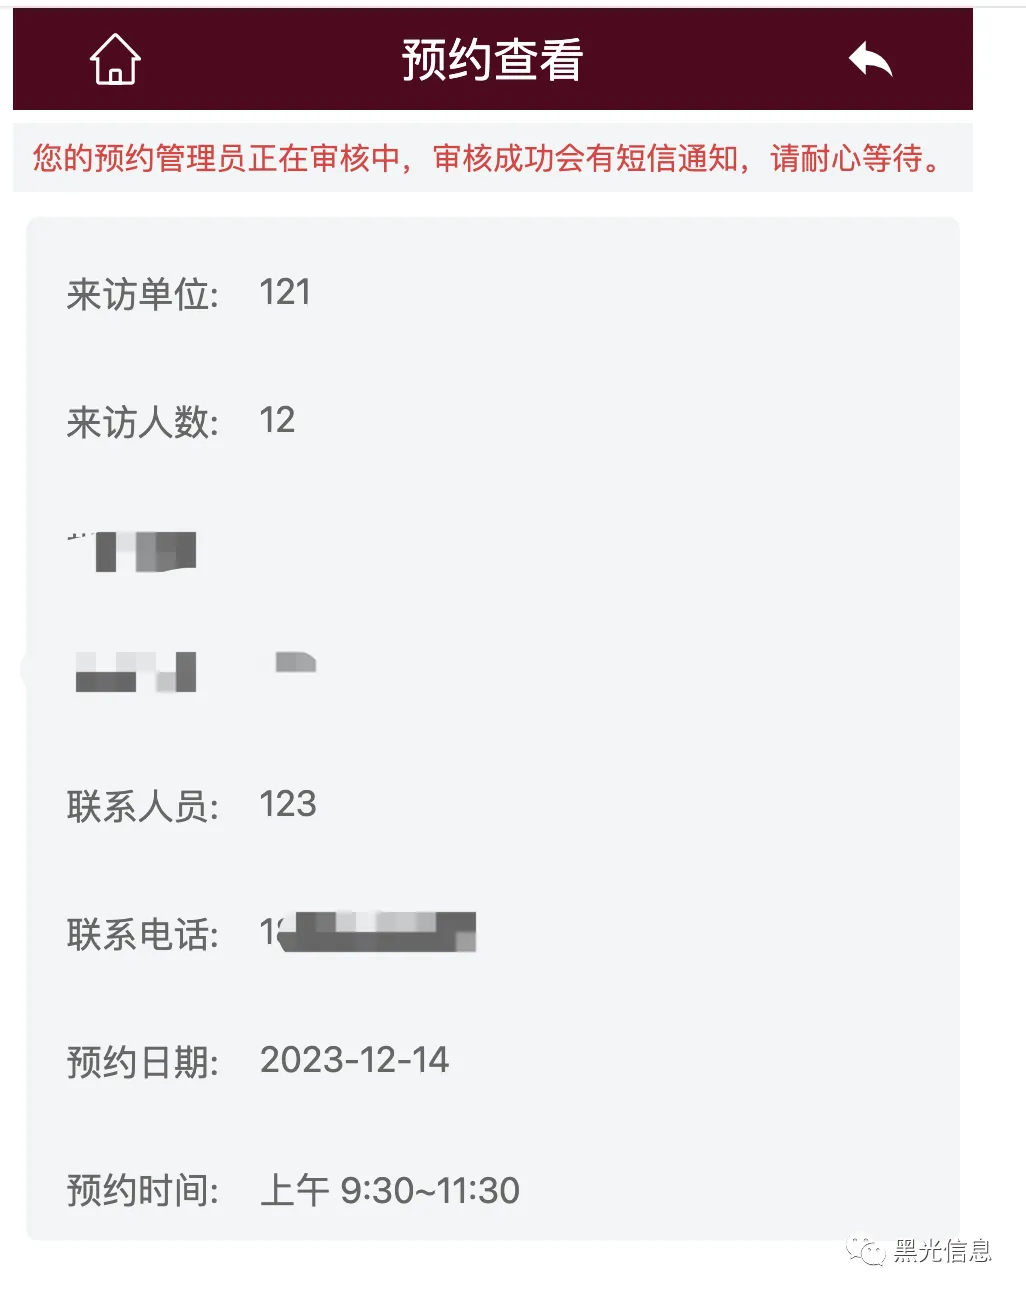 预约查看
您的预约管理员正在审核中，审核成功会有短信通知，请耐心等待。
来访单位: 121
来访人数: 12
联系人员: 123
联系电话: 1
预约日期: 2023-12-14
预约时间: 上午 9:30~11:30
黑光信息